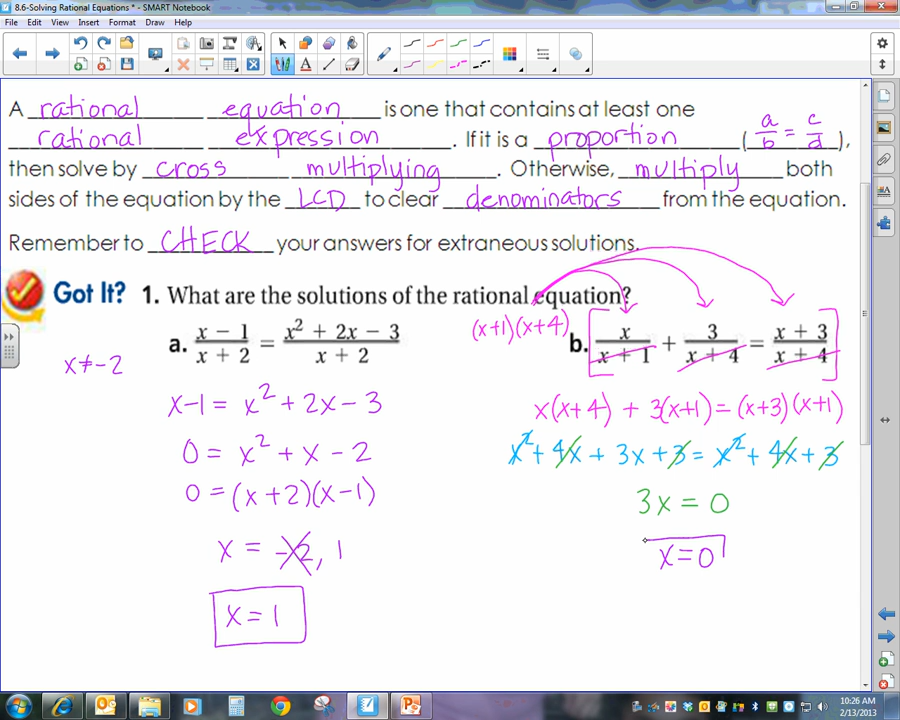 8.6-Solving Rational Equations * - SMART Notebook
File Edit View Insert Format Draw Help
A rational equation is one that contains at least one
rational expression. If it is a proportion (a/b = c/d),
then solve by cross multiplying. Otherwise, multiply both
sides of the equation by the LCD to clear denominators from the equation.
Remember to CHECK your answers for extraneous solutions.
Got It? 1. What are the solutions of the rational equation?
a. (x − 1)/(x + 2) = (x² + 2x − 3)/(x + 2)
x≠-2
x-1 = x² + 2x - 3
0 = x² + x - 2
0 = (x+2)(x-1)
x = -2, 1
x = 1
(x+1)(x+4)
b. [x/(x + 1) + 3/(x + 4) = (x + 3)/(x + 4)]
x(x+4) + 3(x+1) = (x+3)(x+1)
x² + 4x + 3x + 3 = x² + 4x + 3
3x = 0
x = 0
10:26 AM
2/13/2013